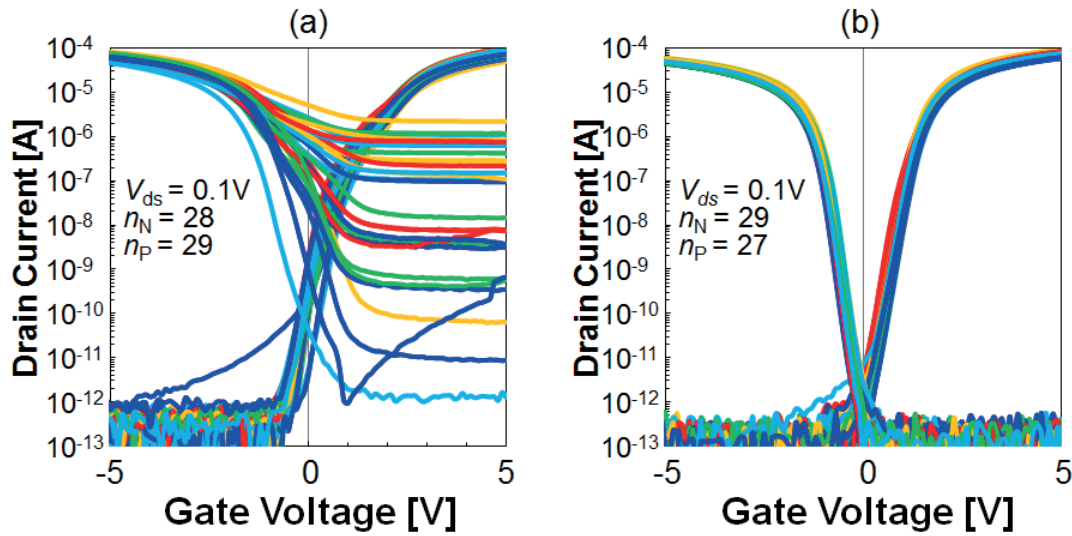 (a)
Drain Current [A]
10⁻⁴
10⁻⁵
10⁻⁶
10⁻⁷
10⁻⁸
10⁻⁹
10⁻¹⁰
10⁻¹¹
10⁻¹²
10⁻¹³
Vds = 0.1V
nN = 28
nP = 29
-5 0 5
Gate Voltage [V]
(b)
Drain Current [A]
10⁻⁴
10⁻⁵
10⁻⁶
10⁻⁷
10⁻⁸
10⁻⁹
10⁻¹⁰
10⁻¹¹
10⁻¹²
10⁻¹³
Vds = 0.1V
nN = 29
nP = 27
-5 0 5
Gate Voltage [V]